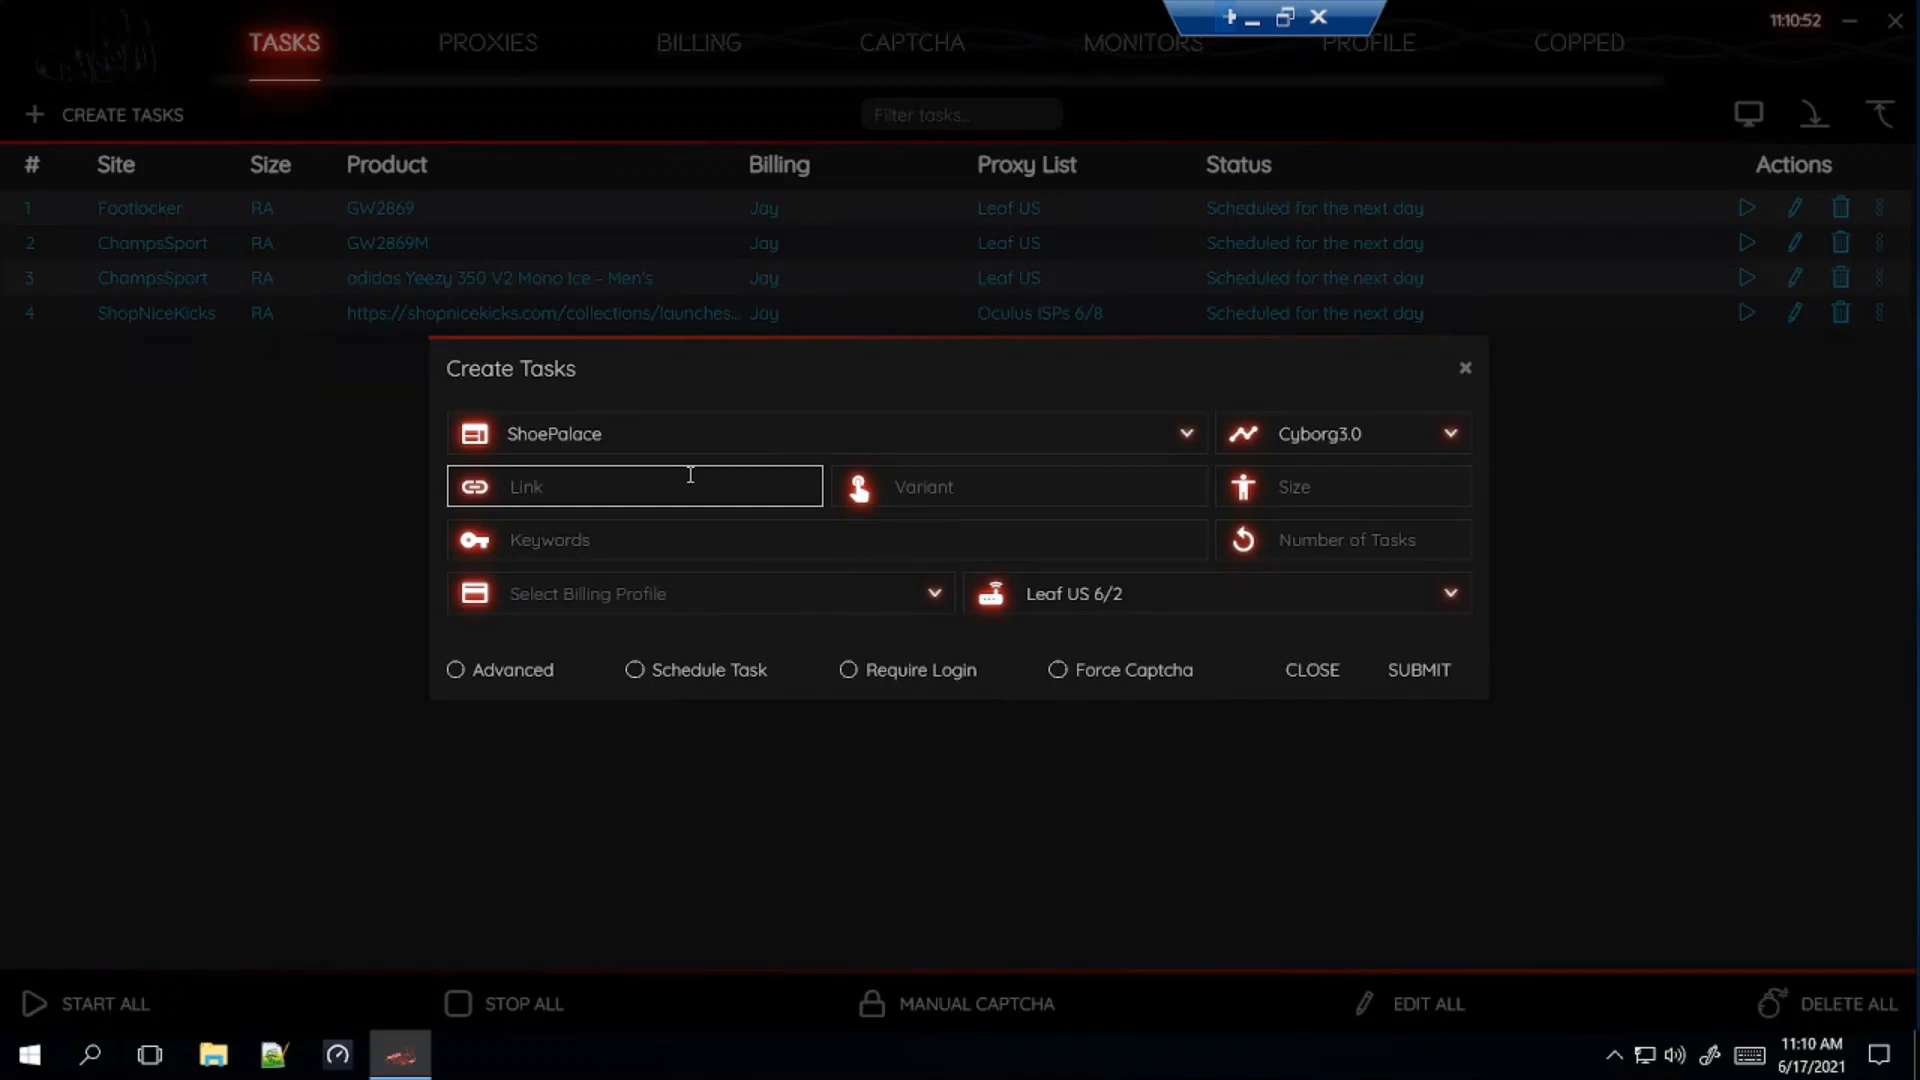 11:10:52
TASKS
PROXIES
BILLING
CAPTCHA
MONITORS
PROFILE
COPPED
CREATE TASKS
Filter tasks...
# Site Size Product Billing Proxy List Status Actions
1 Footlocker RA GW2869 Jay Leaf US Scheduled for the next day
2 ChampsSport RA GW2869M Jay Leaf US Scheduled for the next day
3 ChampsSport RA adidas Yeezy 350 V2 Mono Ice - Men's Jay Leaf US Scheduled for the next day
4 ShopNiceKicks RA https://shopnicekicks.com/collections/launches... Jay Oculus ISPs 6/8 Scheduled for the next day
Create Tasks
ShoePalace
Cyborg3.0
Link
Variant
Size
Keywords
Number of Tasks
Select Billing Profile
Leaf US 6/2
Advanced
Schedule Task
Require Login
Force Captcha
CLOSE
SUBMIT
START ALL
STOP ALL
MANUAL CAPTCHA
EDIT ALL
DELETE ALL
11:10 AM
6/17/2021